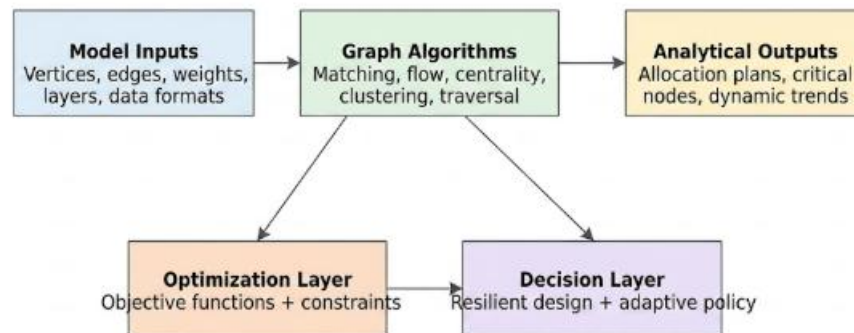 Model Inputs
Vertices, edges, weights,
layers, data formats
Graph Algorithms
Matching, flow, centrality,
clustering, traversal
Analytical Outputs
Allocation plans, critical
nodes, dynamic trends
Optimization Layer
Objective functions + constraints
Decision Layer
Resilient design + adaptive policy